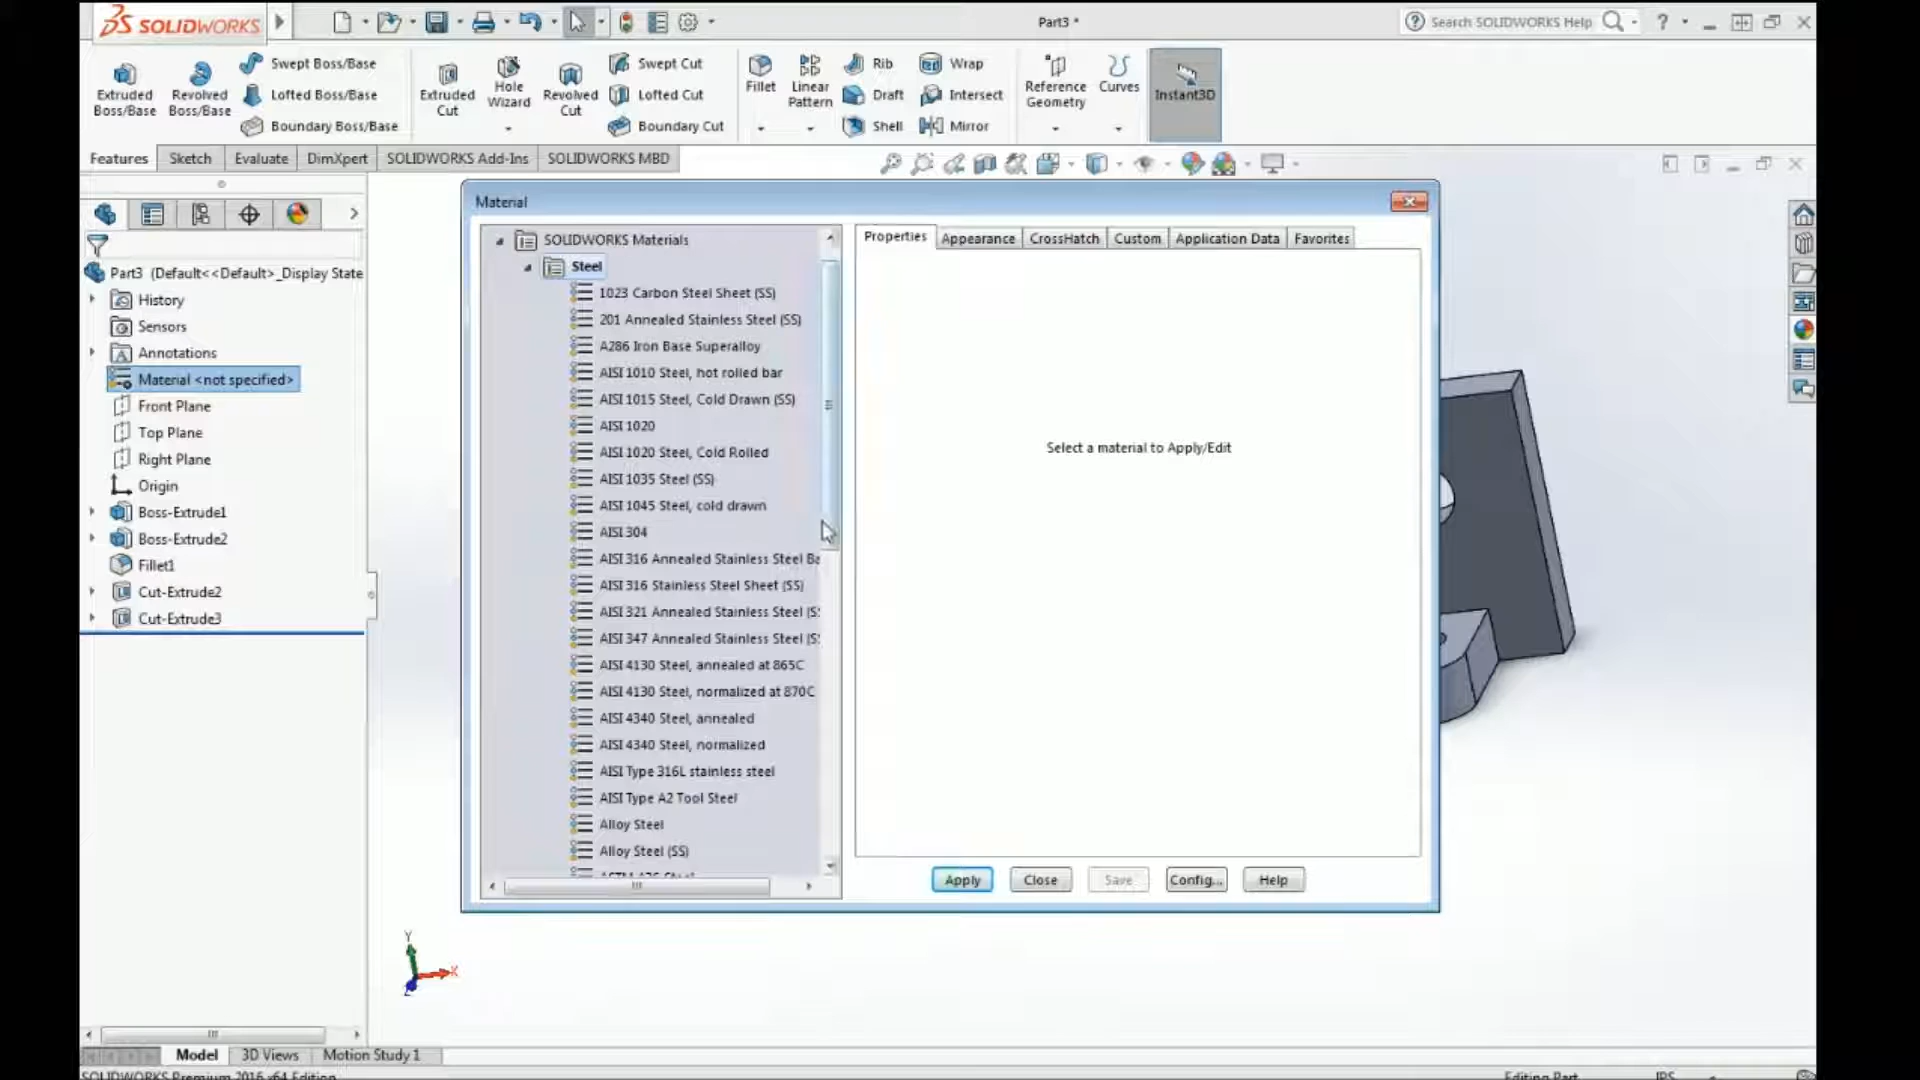 SOLIDWORKS
Part3 *
Search SOLIDWORKS Help
?
Extruded Boss/Base
Revolved Boss/Base
Swept Boss/Base
Lofted Boss/Base
Boundary Boss/Base
Extruded Cut
Hole Wizard
Revolved Cut
Swept Cut
Lofted Cut
Boundary Cut
Fillet
Linear Pattern
Rib
Draft
Shell
Wrap
Intersect
Mirror
Reference Geometry
Curves
Instant3D
Features
Sketch
Evaluate
DimXpert
SOLIDWORKS Add-Ins
SOLIDWORKS MBD
Part3 (Default<<Default>_Display State
History
Sensors
Annotations
Material <not specified>
Front Plane
Top Plane
Right Plane
Origin
Boss-Extrude1
Boss-Extrude2
Fillet1
Cut-Extrude2
Cut-Extrude3
Material
SOLIDWORKS Materials
Steel
1023 Carbon Steel Sheet (SS)
201 Annealed Stainless Steel (SS)
A286 Iron Base Superalloy
AISI 1010 Steel, hot rolled bar
AISI 1015 Steel, Cold Drawn (SS)
AISI 1020
AISI 1020 Steel, Cold Rolled
AISI 1035 Steel (SS)
AISI 1045 Steel, cold drawn
AISI 304
AISI 316 Annealed Stainless Steel Ba
AISI 316 Stainless Steel Sheet (SS)
AISI 321 Annealed Stainless Steel (S
AISI 347 Annealed Stainless Steel (S
AISI 4130 Steel, annealed at 865C
AISI 4130 Steel, normalized at 870C
AISI 4340 Steel, annealed
AISI 4340 Steel, normalized
AISI Type 316L stainless steel
AISI Type A2 Tool Steel
Alloy Steel
Alloy Steel (SS)
ASTM A36 Steel
Properties
Appearance
CrossHatch
Custom
Application Data
Favorites
Select a material to Apply/Edit
Apply
Close
Save
Config...
Help
Y
X
Z
Model
3D Views
Motion Study 1
SOLIDWORKS Premium 2016 x64 Edition
Editing Part
IPS